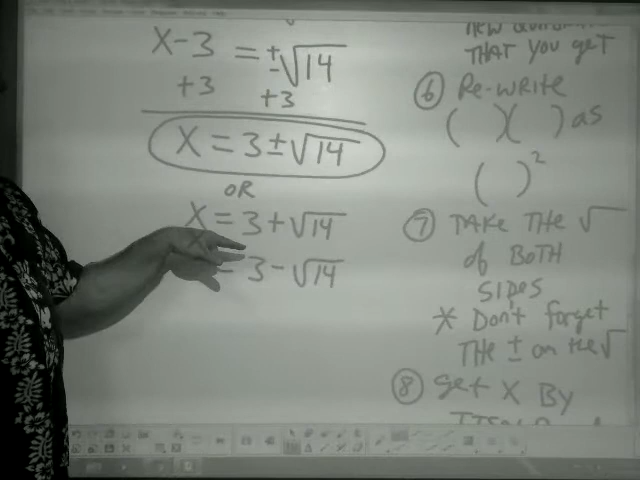 x - 3 = ±√14
+3 +3
x = 3 ± √14
OR
x = 3 + √14
x = 3 - √14
THAT YOU get
⑥ Re-write
( )( ) as
( )²
⑦ TAKE THE √
of BOTH
SIDES
* Don't forget
THE ± on the √
⑧ Get X BY